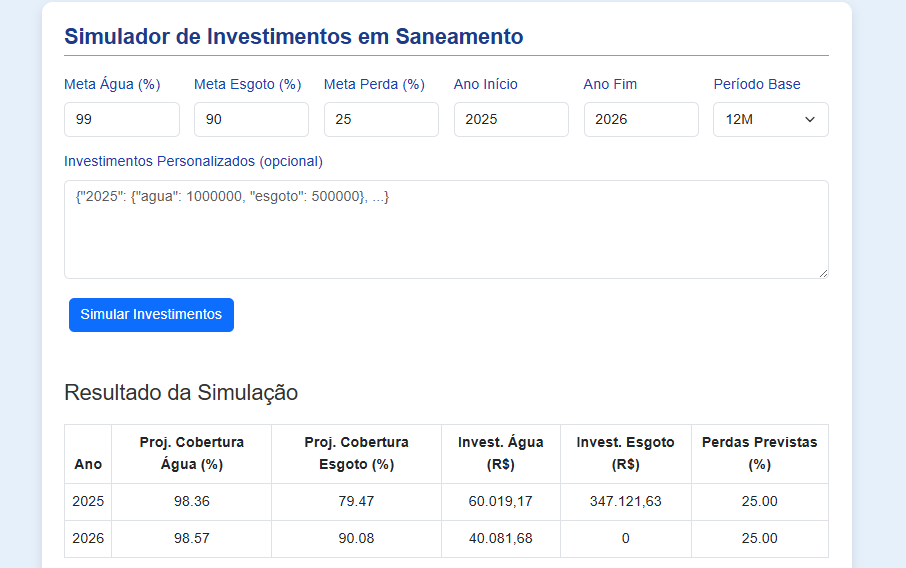 Simulador de Investimentos em Saneamento
Meta Água (%) Meta Esgoto (%) Meta Perda (%) Ano Início Ano Fim Período Base
99 90 25 2025 2026 12M
Investimentos Personalizados (opcional)
{"2025": {"agua": 1000000, "esgoto": 500000}, ...}
Simular Investimentos
Resultado da Simulação
Ano Proj. Cobertura Água (%) Proj. Cobertura Esgoto (%) Invest. Água (R$) Invest. Esgoto (R$) Perdas Previstas (%)
2025 98.36 79.47 60.019,17 347.121,63 25.00
2026 98.57 90.08 40.081,68 0 25.00